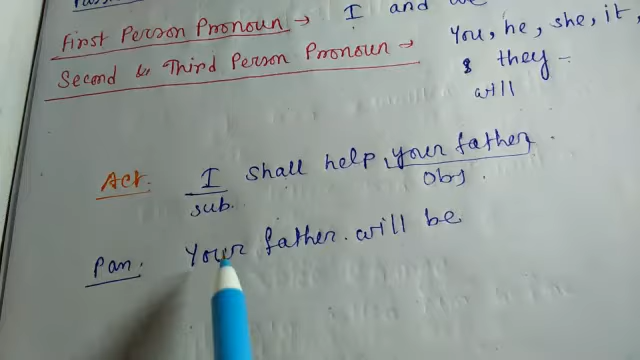 First Person Pronoun → I and we
Second & Third Person Pronoun → You, he, she, it,
& they –
will
Act. I shall help, your father.
sub. Obj.
Pan. Your father. will be